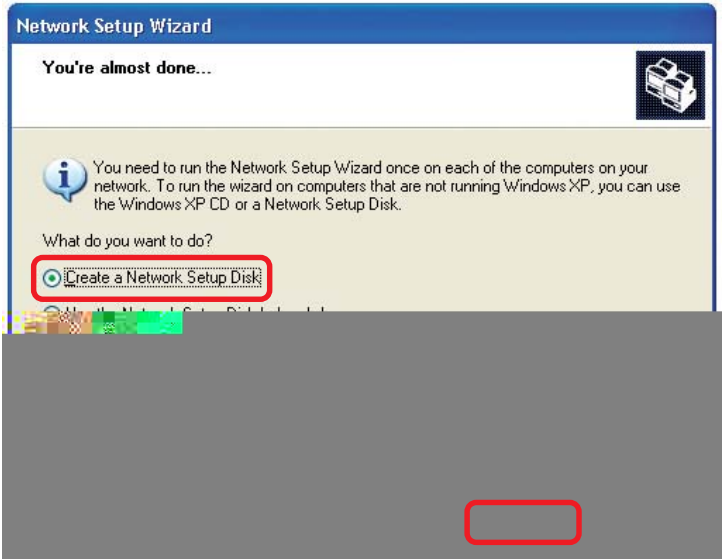 Network Setup Wizard
You're almost done...
You need to run the Network Setup Wizard once on each of the computers on your
network. To run the wizard on computers that are not running Windows XP, you can use
the Windows XP CD or a Network Setup Disk.
What do you want to do?
Create a Network Setup Disk